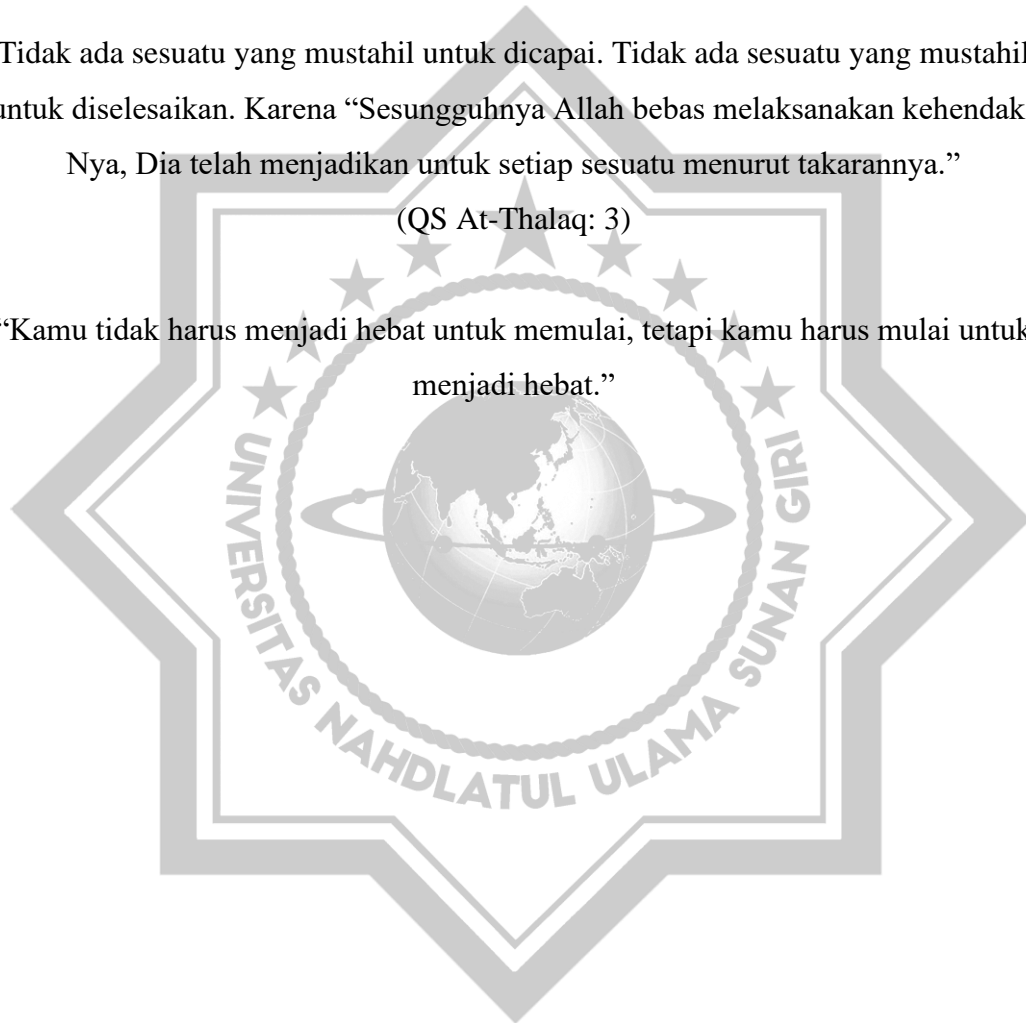 Tidak ada sesuatu yang mustahil untuk dicapai. Tidak ada sesuatu yang mustahil
untuk diselesaikan. Karena “Sesungguhnya Allah bebas melaksanakan kehendak
Nya, Dia telah menjadikan untuk setiap sesuatu menurut takarannya.”
(QS At-Thalaq: 3)
“Kamu tidak harus menjadi hebat untuk memulai, tetapi kamu harus mulai untuk
menjadi hebat.”
UNIVERSITAS NAHDLATUL ULAMA SUNAN GIRI